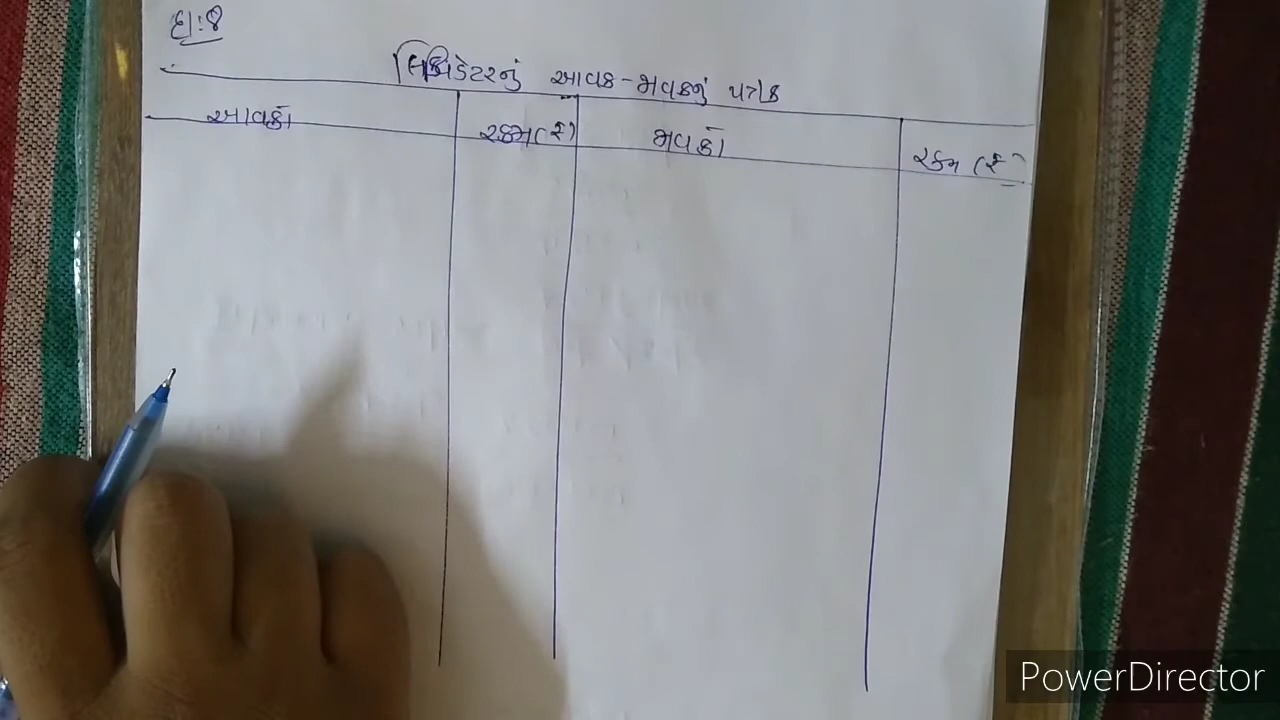 દા:૪
લિક્વિડેટરનું આવક-જાવકનું પત્રક
આવકો રકમ(₹) જાવકો રકમ (₹)
PowerDirector